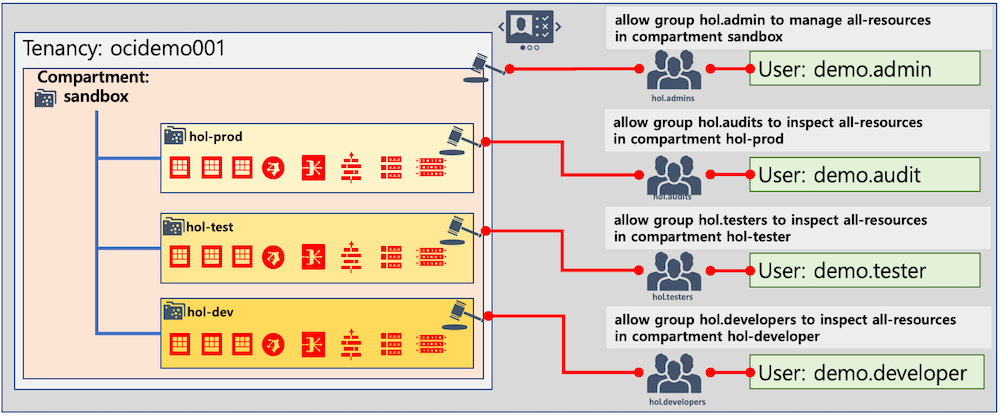 Tenancy: ocidemo001
Compartment:
sandbox
hol-prod
hol-test
hol-dev
allow group hol.admin to manage all-resources
in compartment sandbox
hol.admins
User: demo.admin
allow group hol.audits to inspect all-resources
in compartment hol-prod
hol.audits
User: demo.audit
allow group hol.testers to inspect all-resources
in compartment hol-tester
hol.testers
User: demo.tester
allow group hol.developers to inspect all-resources
in compartment hol-developer
hol.developers
User: demo.developer